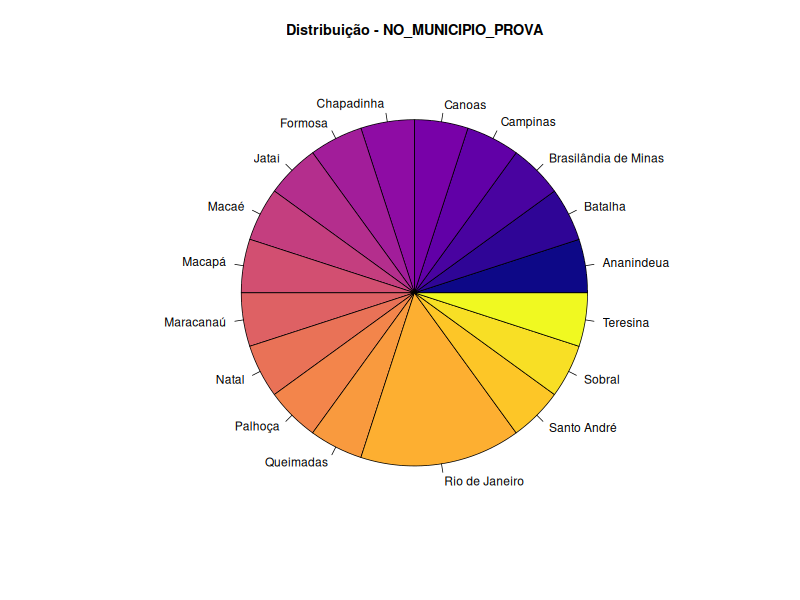 Distribuição - NO_MUNICIPIO_PROVA
Chapadinha
Canoas
Formosa
Campinas
Jataí
Brasilândia de Minas
Macaé
Batalha
Macapá
Ananindeua
Maracanaú
Teresina
Natal
Sobral
Palhoça
Santo André
Queimadas
Rio de Janeiro